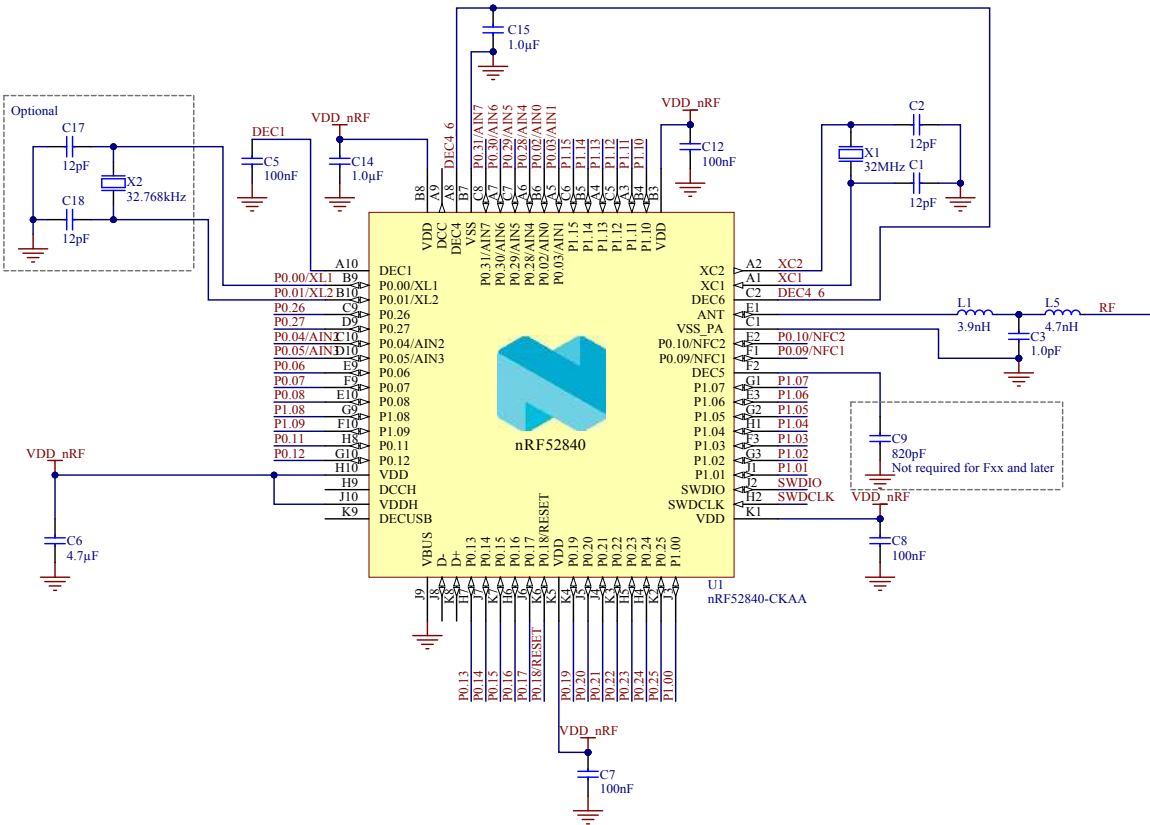 C15
1.0µF
Optional
C17
12pF
X2
32.768kHz
C18
12pF
DEC1
C5
100nF
VDD_nRF
C14
1.0µF
DEC4_6
P0.31/AIN7
P0.30/AIN6
P0.29/AIN5
P0.28/AIN4
P0.02/AIN0
P0.03/AIN1
P1.15
P1.14
P1.13
P1.12
P1.11
P1.10
VDD_nRF
C12
100nF
C2
12pF
X1
32MHz
C1
12pF
B8
A9
A8
B7
C8
A7
C7
A6
B6
A5
C6
B5
A4
C5
A3
B4
B3
VDD
DCC
DEC4
VSS
P0.31/AIN7
P0.30/AIN6
P0.29/AIN5
P0.28/AIN4
P0.02/AIN0
P0.03/AIN1
P1.15
P1.14
P1.13
P1.12
P1.11
P1.10
VDD
A10 DEC1
P0.00/XL1 B9 P0.00/XL1
P0.01/XL2 B10 P0.01/XL2
P0.26 C9 P0.26
P0.27 D9 P0.27
P0.04/AIN2 C10 P0.04/AIN2
P0.05/AIN3 D10 P0.05/AIN3
P0.06 E9 P0.06
P0.07 F9 P0.07
P0.08 E10 P0.08
P1.08 G9 P1.08
P1.09 F10 P1.09
P0.11 H8 P0.11
P0.12 G10 P0.12
H10 VDD
H9 DCCH
J10 VDDH
K9 DECUSB
XC2 A2 XC2
XC1 A1 XC1
DEC6 C2 DEC4_6
ANT E1
VSS_PA C1
P0.10/NFC2 E2 P0.10/NFC2
P0.09/NFC1 F1 P0.09/NFC1
DEC5 F2
P1.07 G1 P1.07
P1.06 E3 P1.06
P1.05 G2 P1.05
P1.04 H1 P1.04
P1.03 F3 P1.03
P1.02 G3 P1.02
P1.01 J1 P1.01
SWDIO J2 SWDIO
SWDCLK H2 SWDCLK
VDD K1
L1
3.9nH
L5
4.7nH
RF
C3
1.0pF
C9
820pF
Not required for Fxx and later
VDD_nRF
C8
100nF
nRF52840
VDD_nRF
C6
4.7µF
VBUS
D-
D+
P0.13
P0.14
P0.15
P0.16
P0.17
P0.18/RESET
VDD
P0.19
P0.20
P0.21
P0.22
P0.23
P0.24
P0.25
P1.00
U1
nRF52840-CKAA
J9
J8
K8
H7
J7
K7
H6
J6
K6
K5
K4
J5
J4
K3
H5
H4
K2
J3
P0.13
P0.14
P0.15
P0.16
P0.17
P0.18/RESET
P0.19
P0.20
P0.21
P0.22
P0.23
P0.24
P0.25
P1.00
VDD_nRF
C7
100nF